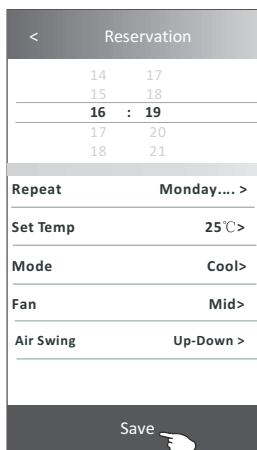 < Reservation
14 17
15 18
16 : 19
17 20
18 21
Repeat Monday.... >
Set Temp 25℃>
Mode Cool>
Fan Mid>
Air Swing Up-Down >
Save